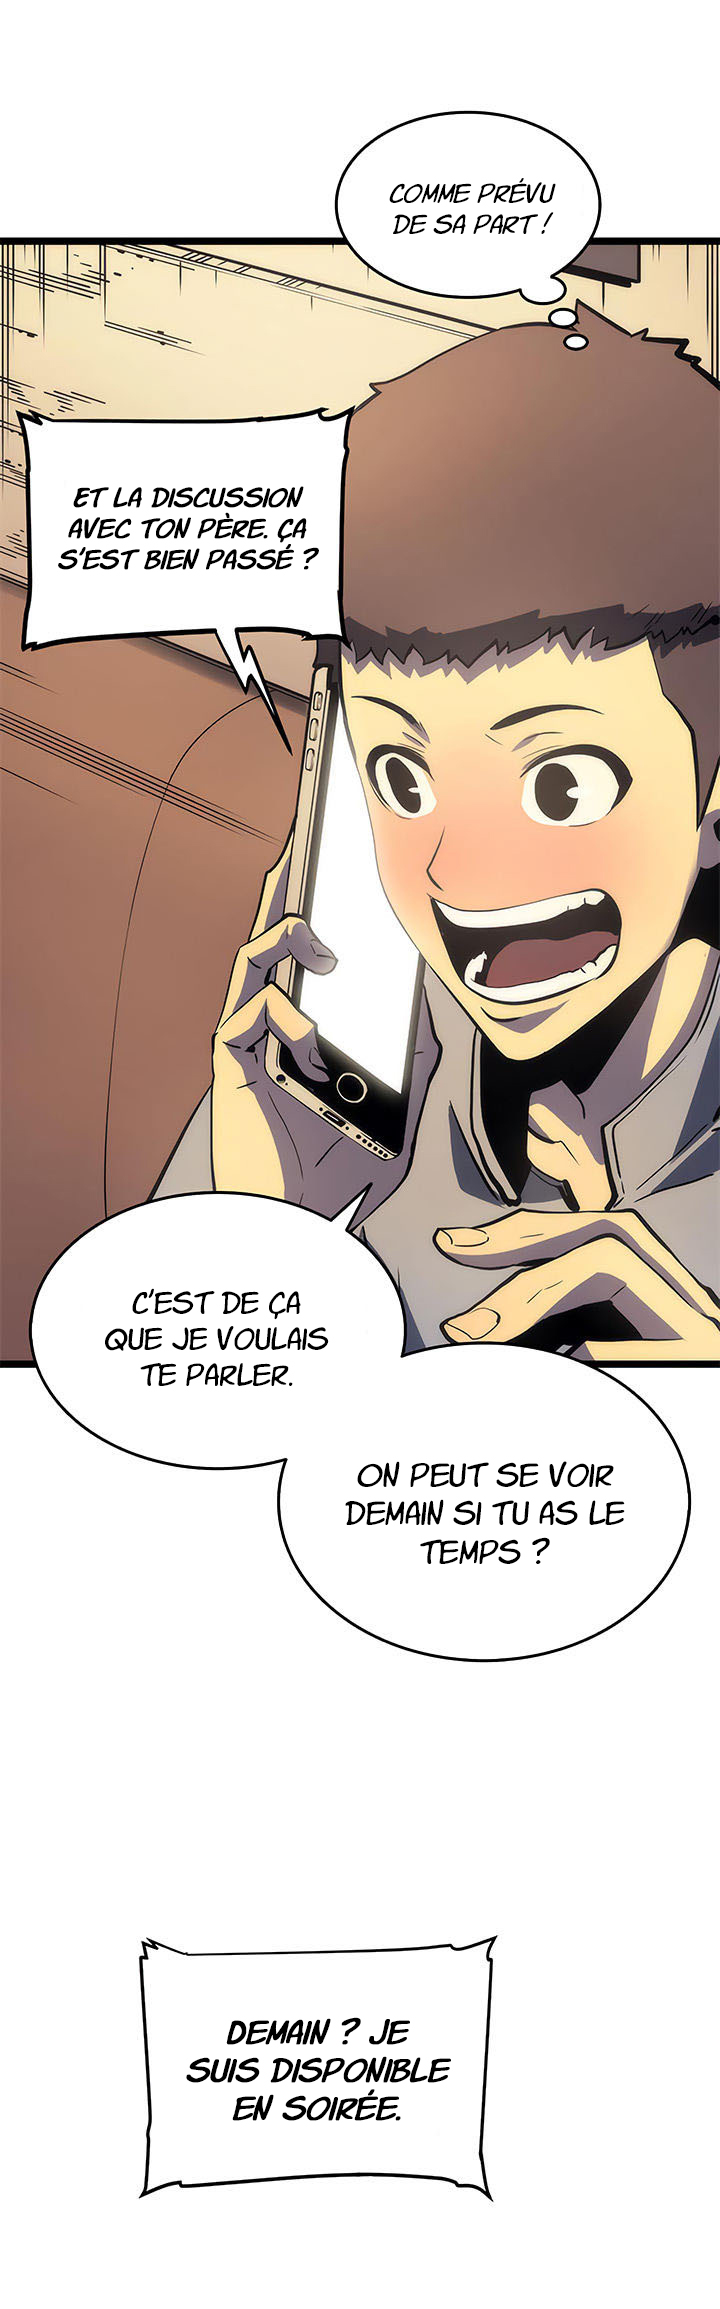 COMME PRÉVU
DE SA PART !
ET LA DISCUSSION
AVEC TON PÈRE. ÇA
S'EST BIEN PASSÉ ?
C'EST DE ÇA
QUE JE VOULAIS
TE PARLER.
ON PEUT SE VOIR
DEMAIN SI TU AS LE
TEMPS ?
DEMAIN ? JE
SUIS DISPONIBLE
EN SOIRÉE.